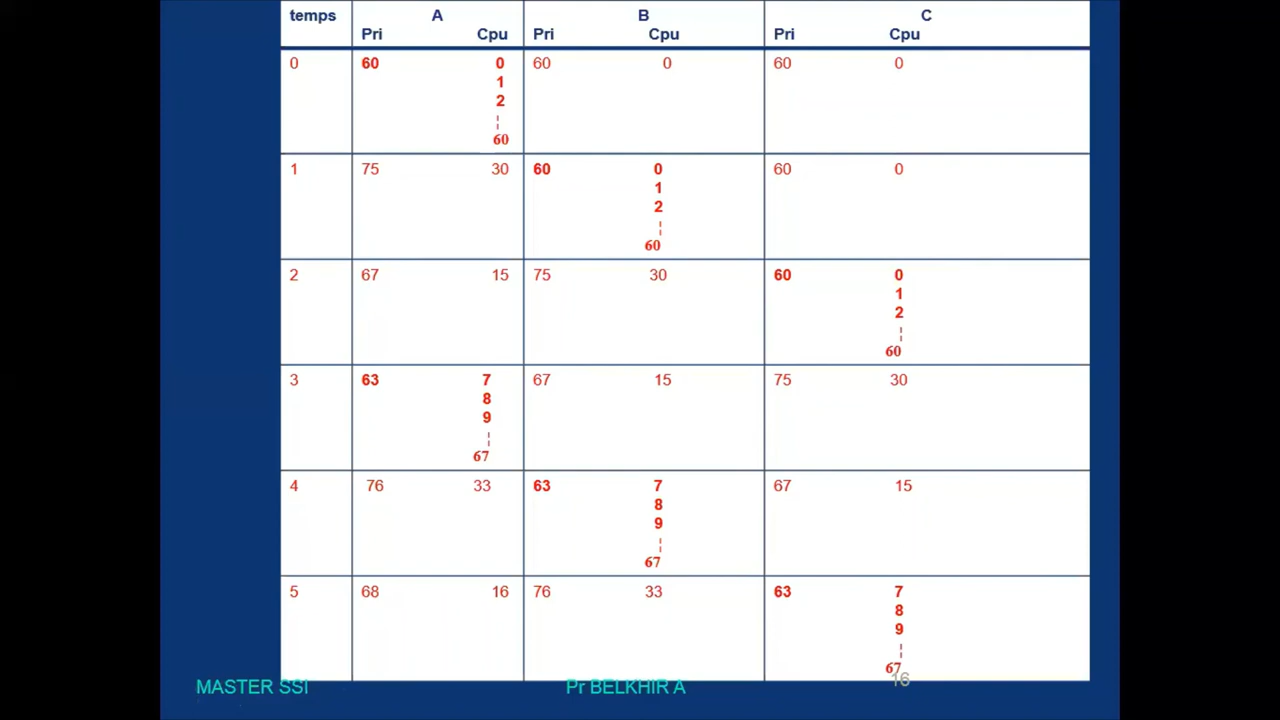 temps A B C
Pri Cpu Pri Cpu Pri Cpu
0 60 0 60 0 60 0
1
2
60
1 75 30 60 0 60 0
1
2
60
2 67 15 75 30 60 0
1
2
60
3 63 7 67 15 75 30
8
9
67
4 76 33 63 7 67 15
8
9
67
5 68 16 76 33 63 7
8
9
67
MASTER SSI Pr BELKHIR A 16